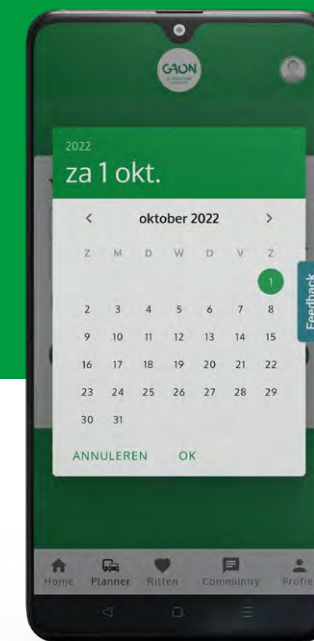 GAON
2022
za 1 okt.
< oktober 2022 >
Z M D W D V Z
1
2 3 4 5 6 7 8
9 10 11 12 13 14 15
16 17 18 19 20 21 22
23 24 25 26 27 28 29
30 31
ANNULEREN OK
Feedback
Home Planner Ritten Community Profie